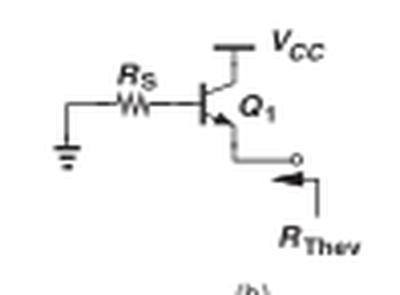 V_CC
R_S
Q_1
R_Thev
(b)